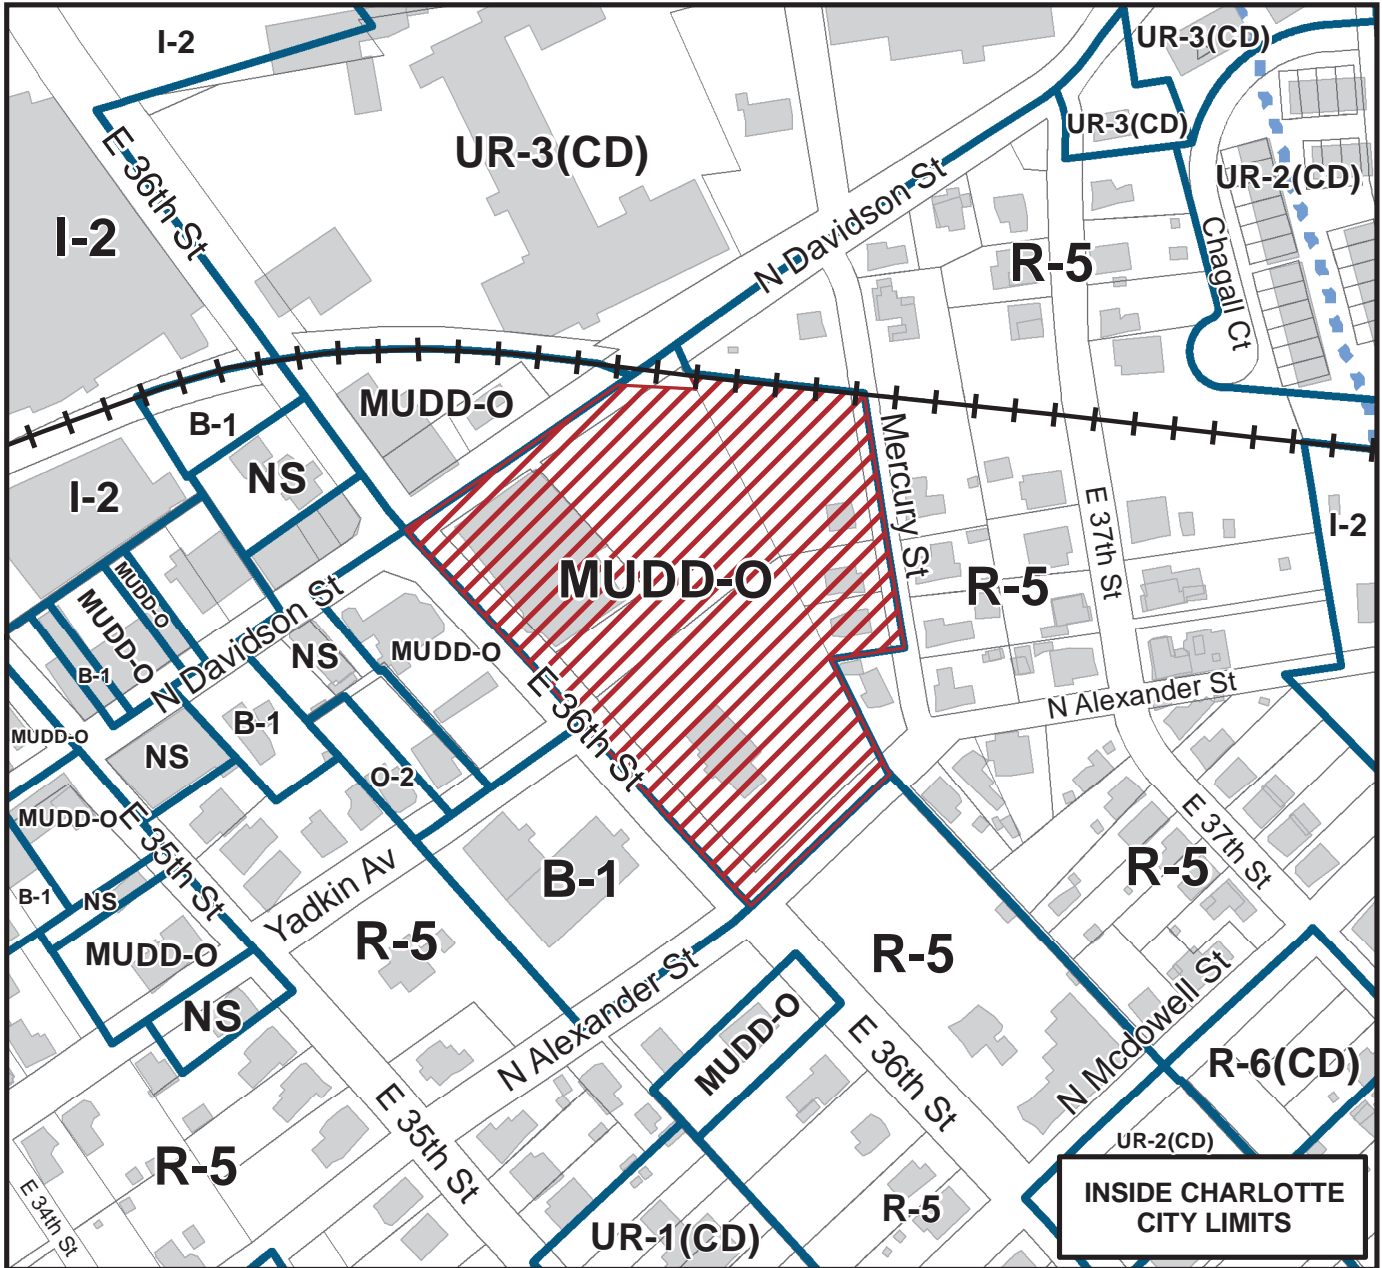 I-2
UR-3(CD)
UR-3(CD)
UR-3(CD)
UR-2(CD)
E 36th St
I-2
N Davidson St
R-5
Chagall Ct
MUDD-O
B-1
NS
I-2
Mercury St
E 37th St
I-2
MUDD-O
R-5
MUDD-O
MUDD-O
B-1
N Davidson St
NS
MUDD-O
E 36th St
N Alexander St
MUDD-O
NS
B-1
O-2
MUDD-O
E 35th St
E 37th St
B-1
NS
Yadkin Av
B-1
R-5
MUDD-O
R-5
R-5
NS
N Alexander St
MUDD-O
E 36th St
N Mcdowell St
R-6(CD)
E 35th St
R-5
UR-2(CD)
E 34th St
R-5
UR-1(CD)
INSIDE CHARLOTTE
CITY LIMITS